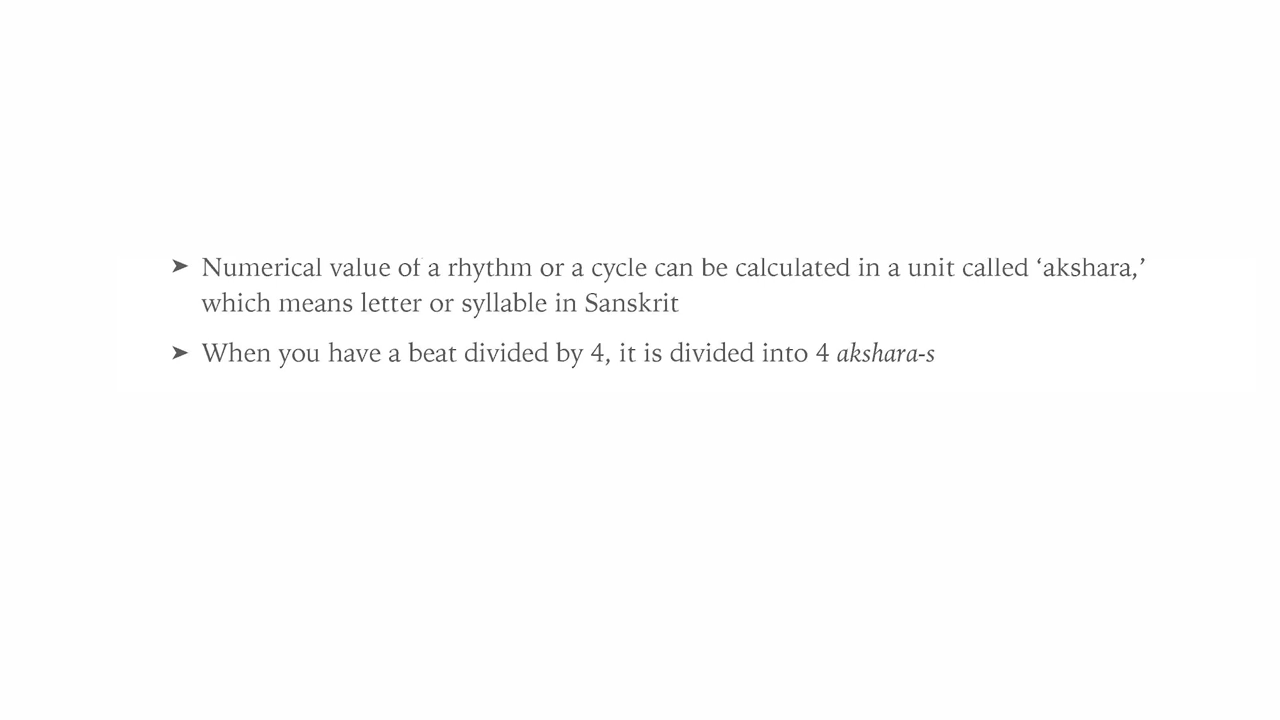 ➤ Numerical value of a rhythm or a cycle can be calculated in a unit called ‘akshara,’
which means letter or syllable in Sanskrit
➤ When you have a beat divided by 4, it is divided into 4 akshara-s